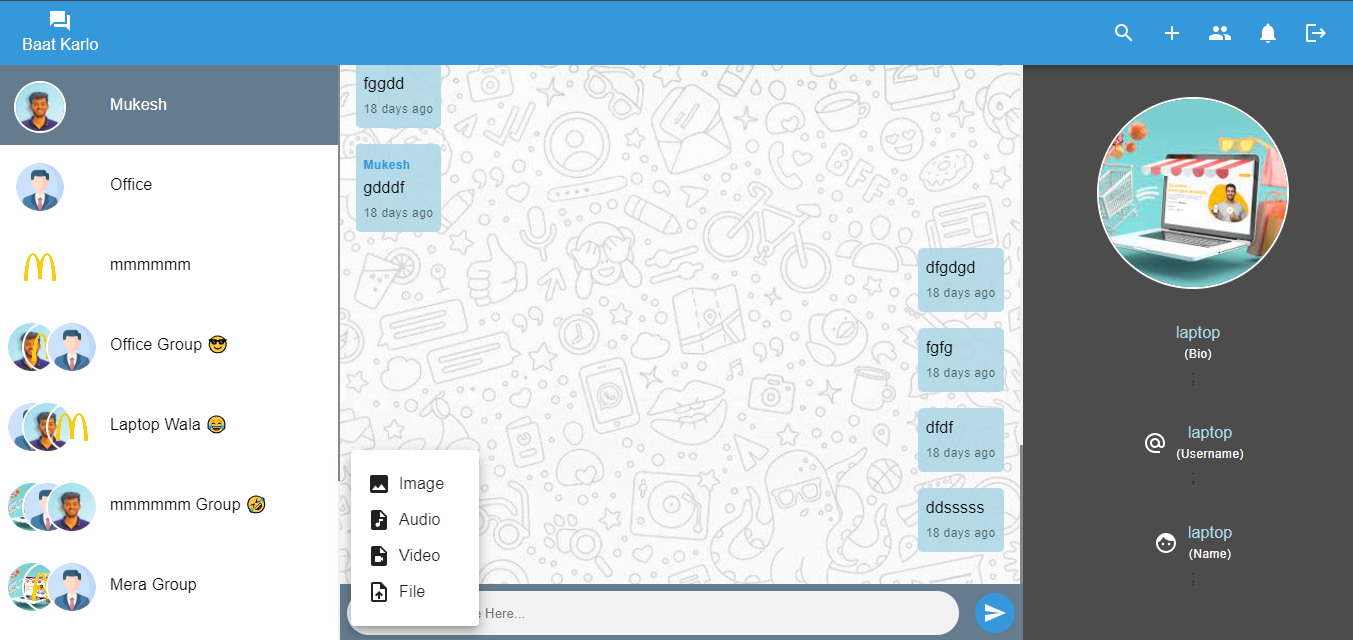 Baat Karlo
Mukesh
Office
mmmmmm
Office Group 😎
Laptop Wala 😂
mmmmmm Group 🤣
Mera Group
fggdd
18 days ago
Mukesh
gdddf
18 days ago
dfgdgd
18 days ago
fgfg
18 days ago
dfdf
18 days ago
ddsssss
18 days ago
Image
Audio
Video
File
Here...
laptop
(Bio)
;
laptop
(Username)
;
laptop
(Name)
;